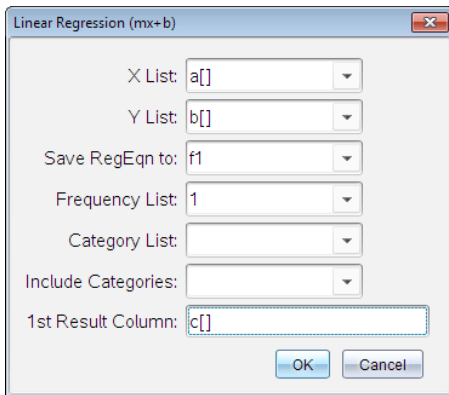 Linear Regression (mx+b)
X List: a[]
Y List: b[]
Save RegEqn to: f1
Frequency List: 1
Category List:
Include Categories:
1st Result Column: c[]
OK Cancel